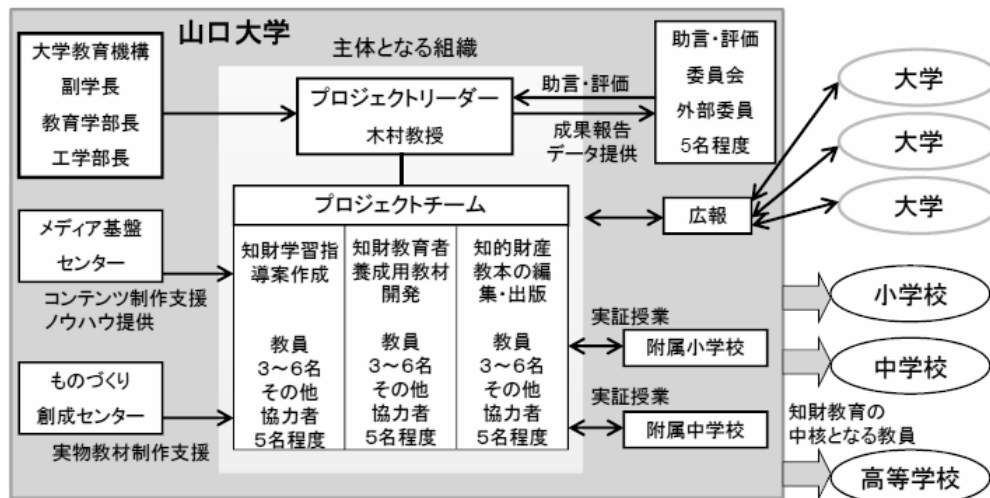 山口大学
大学教育機構
副学長
教育学部長
工学部長
主体となる組織
プロジェクトリーダー
木村教授
助言・評価
成果報告
データ提供
助言・評価
委員会
外部委員
5名程度
大学
大学
大学
広報
メディア基盤
センター
コンテンツ制作支援
ノウハウ提供
ものづくり
創成センター
実物教材制作支援
プロジェクトチーム
知財学習指
導案作成
教員
3～6名
その他
協力者
5名程度
知財教育者
養成用教材
開発
教員
3～6名
その他
協力者
5名程度
知的財産
教本の編
集・出版
教員
3～6名
その他
協力者
5名程度
実証授業
附属小学校
実証授業
附属中学校
小学校
中学校
知財教育の
中核となる教員
高等学校